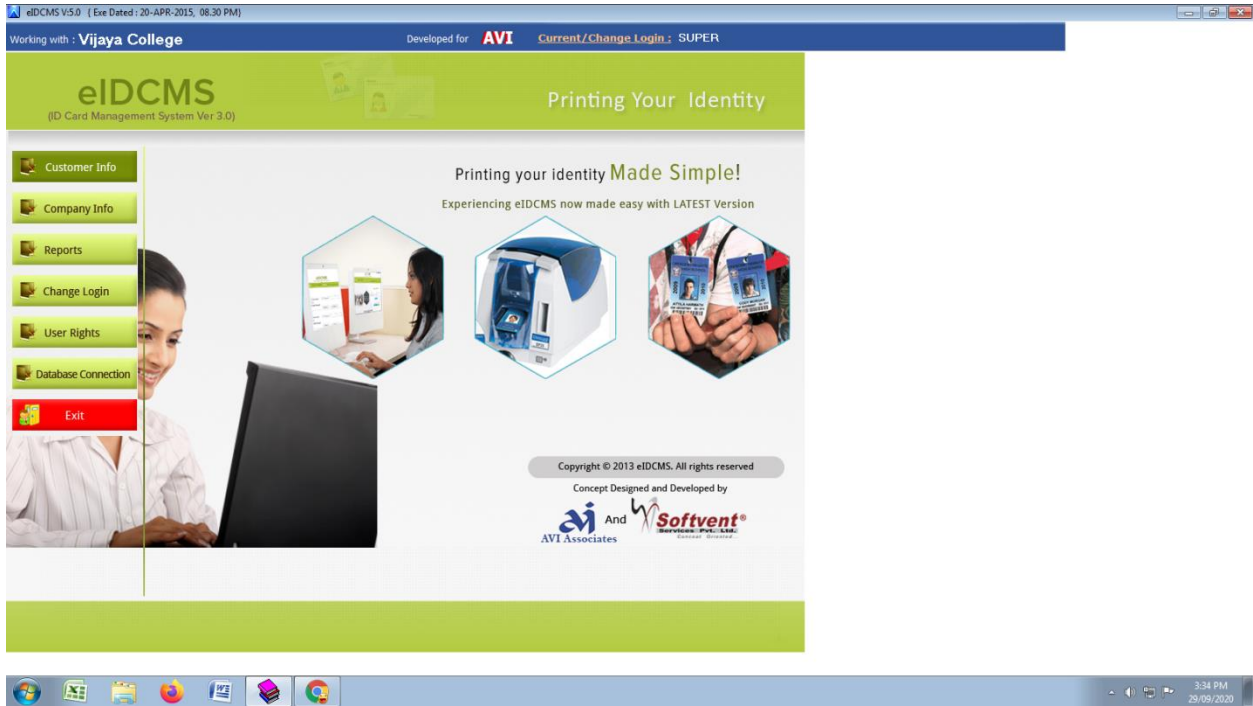 eIDCMS V:5.0 ( Exe Dated : 20-APR-2015, 08.30 PM)
Working with : Vijaya College Developed for AVI Current/Change Login : SUPER
eIDCMS
(ID Card Management System Ver 3.0)
Printing Your Identity
Customer Info
Company Info
Reports
Change Login
User Rights
Database Connection
Exit
Printing your identity Made Simple!
Experiencing eIDCMS now made easy with LATEST Version
Copyright © 2013 eIDCMS. All rights reserved
Concept Designed and Developed by
AVI Associates
And
Softvent®
Services Pvt. Ltd.
Concept Oriented..
3:34 PM
29/09/2020